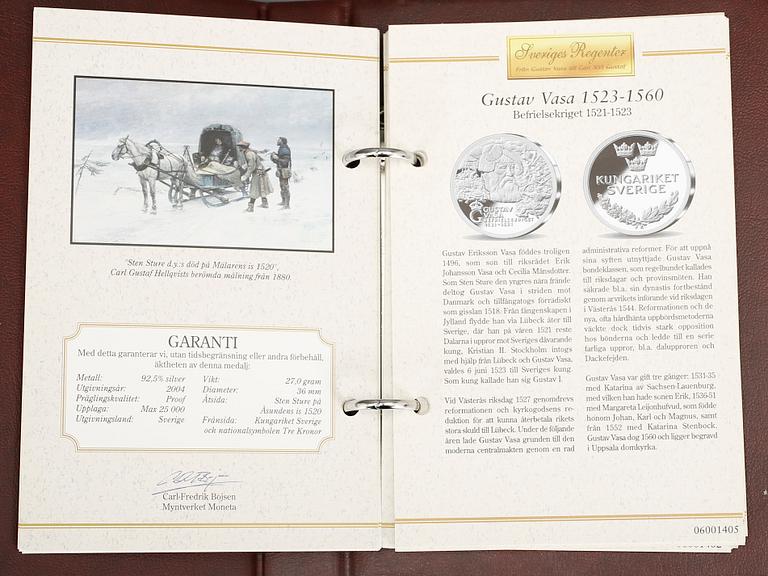 "Sten Sture d.y:s död på Mälarens is 1520",
Carl Gustaf Hellqvists berömda målning från 1880.
GARANTI
Med detta garanterar vi, utan tidsbegränsning eller andra förbehåll,
äktheten av denna medalj:
Metall: 92,5% silver Vikt: 27,0 gram
Utgivningsår: 2004 Diameter: 36 mm
Präglingskvalitet: Proof Åtsida: Sten Sture på
Upplaga: Max 25 000 Åsundens is 1520
Utgivningsland: Sverige Frånsida: Kungariket Sverige
och nationalsymbolen Tre Kronor
Carl-Fredrik Bojsen
Myntverket Moneta
Sveriges Regenter
Från Gustav Vasa till Carl XVI Gustaf
Gustav Vasa 1523-1560
Befrielsekriget 1521-1523
GUSTAV
VASA
BEFRIELSEKRIGET
1521-1523
KUNGARIKET
SVERIGE
Gustav Eriksson Vasa föddes troligen
1496, som son till riksrådet Erik
Johansson Vasa och Cecilia Månsdotter.
Som Sten Sture den yngres nära frände
deltog Gustav Vasa i striden mot
Danmark och tillfångatogs förrädiskt
som gisslan 1518. Från fångenskapen i
Jylland flydde han via Lübeck åter till
Sverige, där han på våren 1521 reste
Dalarna i uppror mot Sveriges dåvarande
kung, Kristian II. Stockholm intogs
med hjälp från Lübeck och Gustav Vasa,
valdes 6 juni 1523 till Sveriges kung.
Som kung kallade han sig Gustav I.
Vid Västerås riksdag 1527 genomdrevs
reformationen och kyrkogodsens re-
duktion för att kunna återbetala rikets
stora skuld till Lübeck. Under de följande
åren lade Gustav Vasa grunden till den
moderna centralmakten genom en rad
administrativa reformer. För att uppnå
sina syften utnyttjade Gustav Vasa
bondeklassen, som regelbundet kallades
till riksdagar och provinsmöten. Han
säkrade bl.a. sin dynastis fortbestånd
genom arvrikets införande vid riksdagen
i Västerås 1544. Reformationen och de
nya, ofta hårdhänta uppbördsmetoderna
väckte dock tidvis stark opposition
hos bönderna och ledde till en serie
farliga uppror, bl.a. dalupproren och
Dackefejden.
Gustav Vasa var gift tre gånger: 1531-35
med Katarina av Sachsen-Lauenburg,
med vilken han hade sonen Erik, 1536-51
med Margareta Leijonhufvud, som födde
honom Johan, Karl och Magnus, samt
från 1552 med Katarina Stenbock.
Gustav Vasa dog 1560 och ligger begravd
i Uppsala domkyrka.
06001405